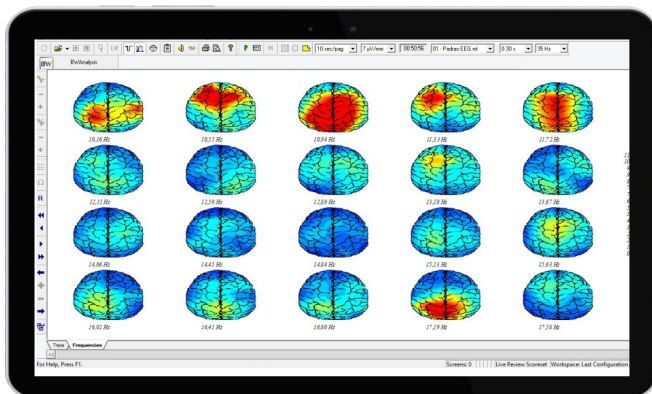 10 sec/pag 7 µV/mm 00:50:56 01 - Padrao EEG.mt 0.30 s 35 Hz
BWAnalysis
10,16 Hz 10,55 Hz 10,94 Hz 11,33 Hz 11,72 Hz
12,11 Hz 12,50 Hz 12,89 Hz 13,28 Hz 13,67 Hz
14,06 Hz 14,45 Hz 14,84 Hz 15,23 Hz 15,63 Hz
R
16,02 Hz 16,41 Hz 16,80 Hz 17,19 Hz 17,58 Hz
Trace Frequencies
For Help, Press F1. Screens: 0 Live Review Scoreset Workspace: Last Configuration